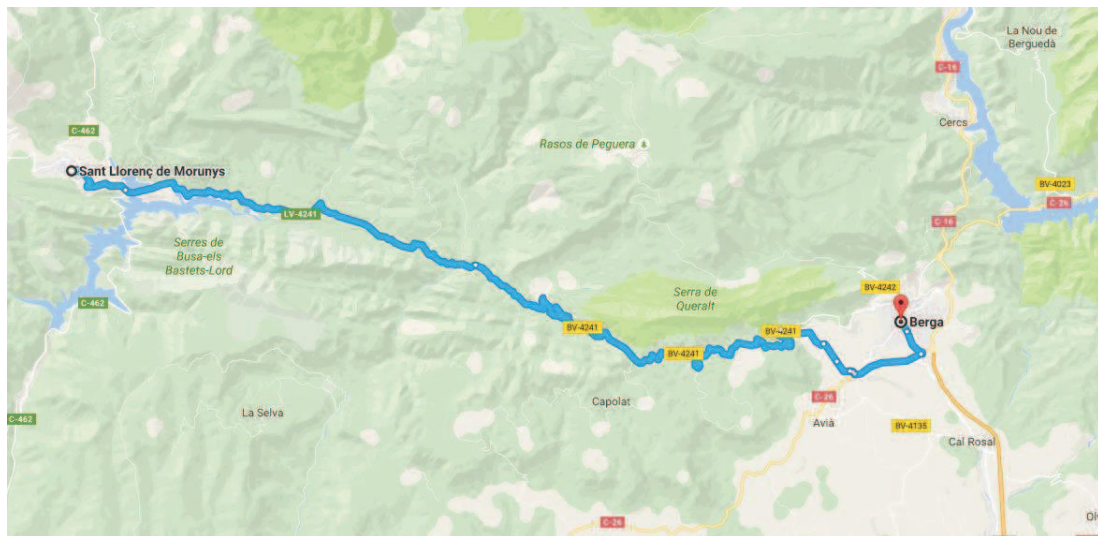 La Nou de
Berguedà
C-16
Cercs
C-462
Rasos de Peguera
Sant Llorenç de Morunys
BV-4023
C-26
LV-4241
C-16
Serres de
Busa-els
Bastets-Lord
BV-4242
Serra de
Queralt
C-462
Berga
BV-4241
BV-4241
BV-4241
C-26
Capolat
La Selva
C-462
Avià
BV-4135
Cal Rosal
C-26